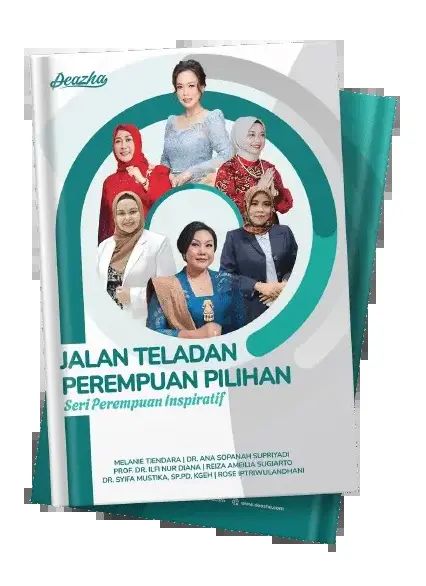 Deazha
JALAN TELADAN
PEREMPUAN PILIHAN
Seri Perempuan Inspiratif
MELANIE TIENDARA | DR. ANA SOPANAH SUPRIYADI
PROF. DR. ILFI NUR DIANA | REIZA AMELIA SUGIARTO
DR. SYIFA MUSTIKA, SP.PD, KGEH | ROSE IPTRIWULANDHANI